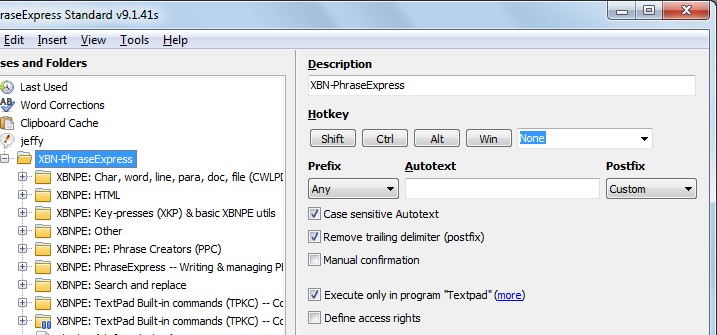 raseExpress Standard v9.1.41s
Edit Insert View Tools Help
ses and Folders
Last Used
Word Corrections
Clipboard Cache
jeffy
XBN-PhraseExpress
XBNPE: Char, word, line, para, doc, file (CWLPD
XBNPE: HTML
XBNPE: Key-presses (XKP) & basic XBNPE utils
XBNPE: Other
XBNPE: PE: Phrase Creators (PPC)
XBNPE: PhraseExpress -- Writing & managing P
XBNPE: Search and replace
XBNPE: TextPad Built-in commands (TPKC) -- Co
XBNPE: TextPad Built-in commands (TPKC) -- Co
Description
XBN-PhraseExpress
Hotkey
Shift Ctrl Alt Win None
Prefix Autotext Postfix
Any Custom
Case sensitive Autotext
Remove trailing delimiter (postfix)
Manual confirmation
Execute only in program "Textpad" (more)
Define access rights